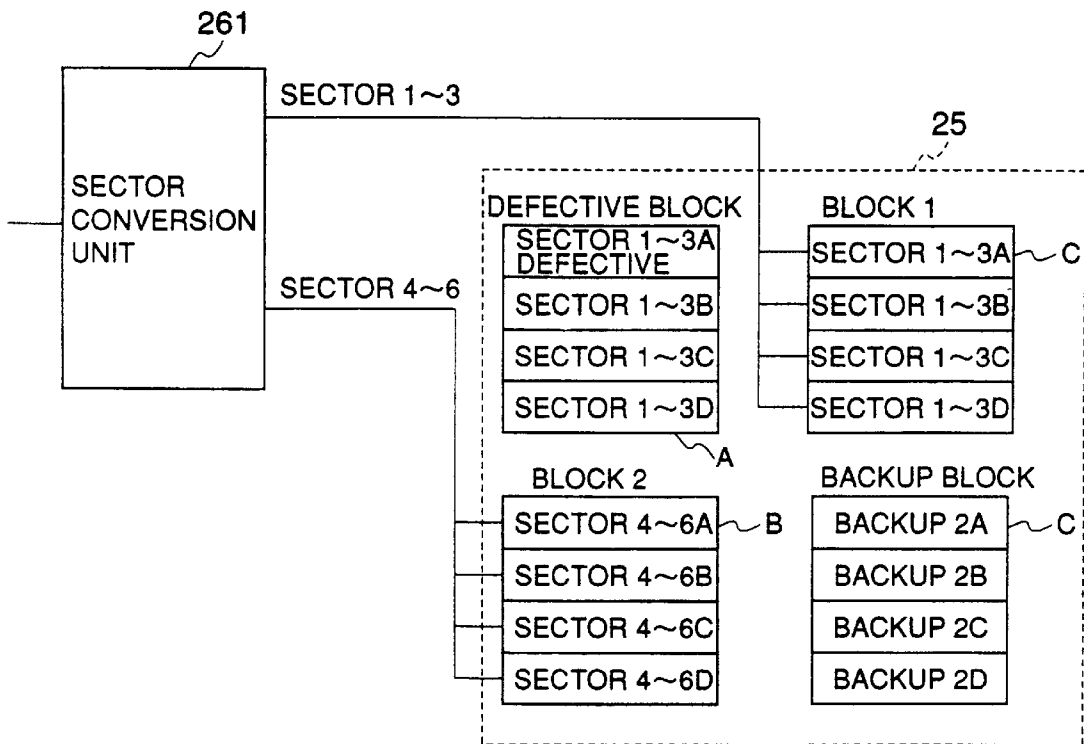 261
SECTOR 1~3
25
SECTOR
CONVERSION
UNIT
DEFECTIVE BLOCK
SECTOR 1~3A
DEFECTIVE
SECTOR 1~3B
SECTOR 1~3C
SECTOR 1~3D
A
BLOCK 1
SECTOR 1~3A
C
SECTOR 1~3B
SECTOR 1~3C
SECTOR 1~3D
SECTOR 4~6
BLOCK 2
SECTOR 4~6A
B
SECTOR 4~6B
SECTOR 4~6C
SECTOR 4~6D
BACKUP BLOCK
BACKUP 2A
C
BACKUP 2B
BACKUP 2C
BACKUP 2D